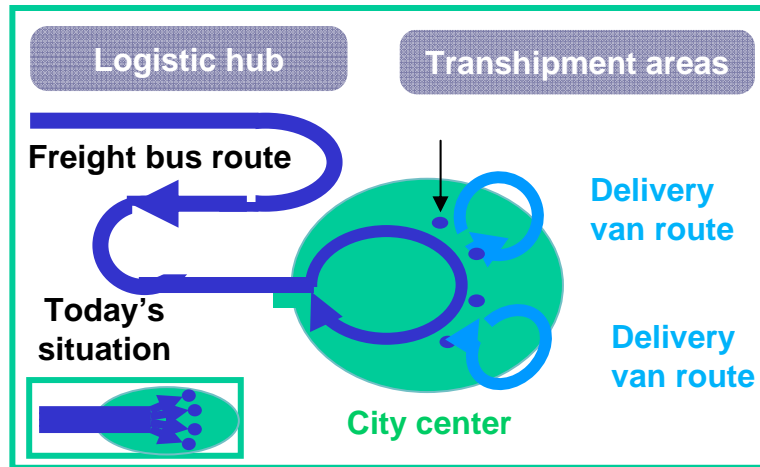 Logistic hub
Transhipment areas
Freight bus route
Delivery
van route
Today's
situation
Delivery
van route
City center